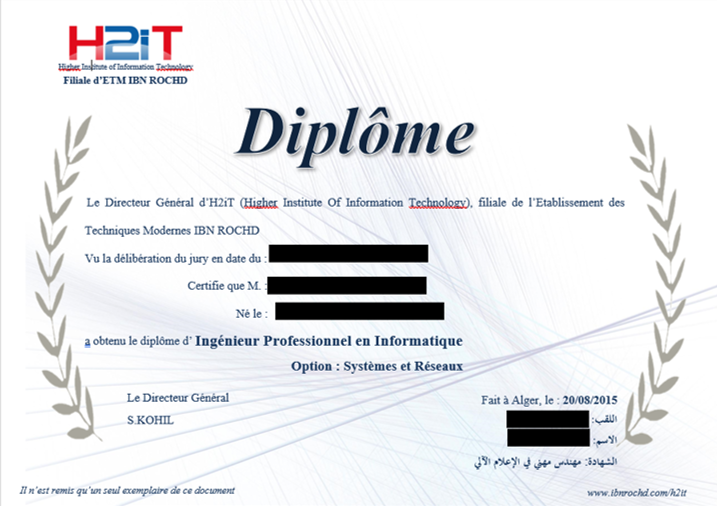 H2iT
Higher Institute of Information Technology
Filiale d’ETM IBN ROCHD
Diplôme
Le Directeur Général d’H2iT (Higher Institute Of Information Technology), filiale de l’Etablissement des
Techniques Modernes IBN ROCHD
Vu la délibération du jury en date du :
Certifie que M. :
Né le :
a obtenu le diplôme d’ Ingénieur Professionnel en Informatique
Option : Systèmes et Réseaux
Le Directeur Général
S.KOHIL
Fait à Alger, le : 20/08/2015
اللقب:
الاسم:
الشهادة: مهندس مهني في الإعلام الآلي
Il n’est remis qu’un seul exemplaire de ce document
www.ibnrochd.com/h2it